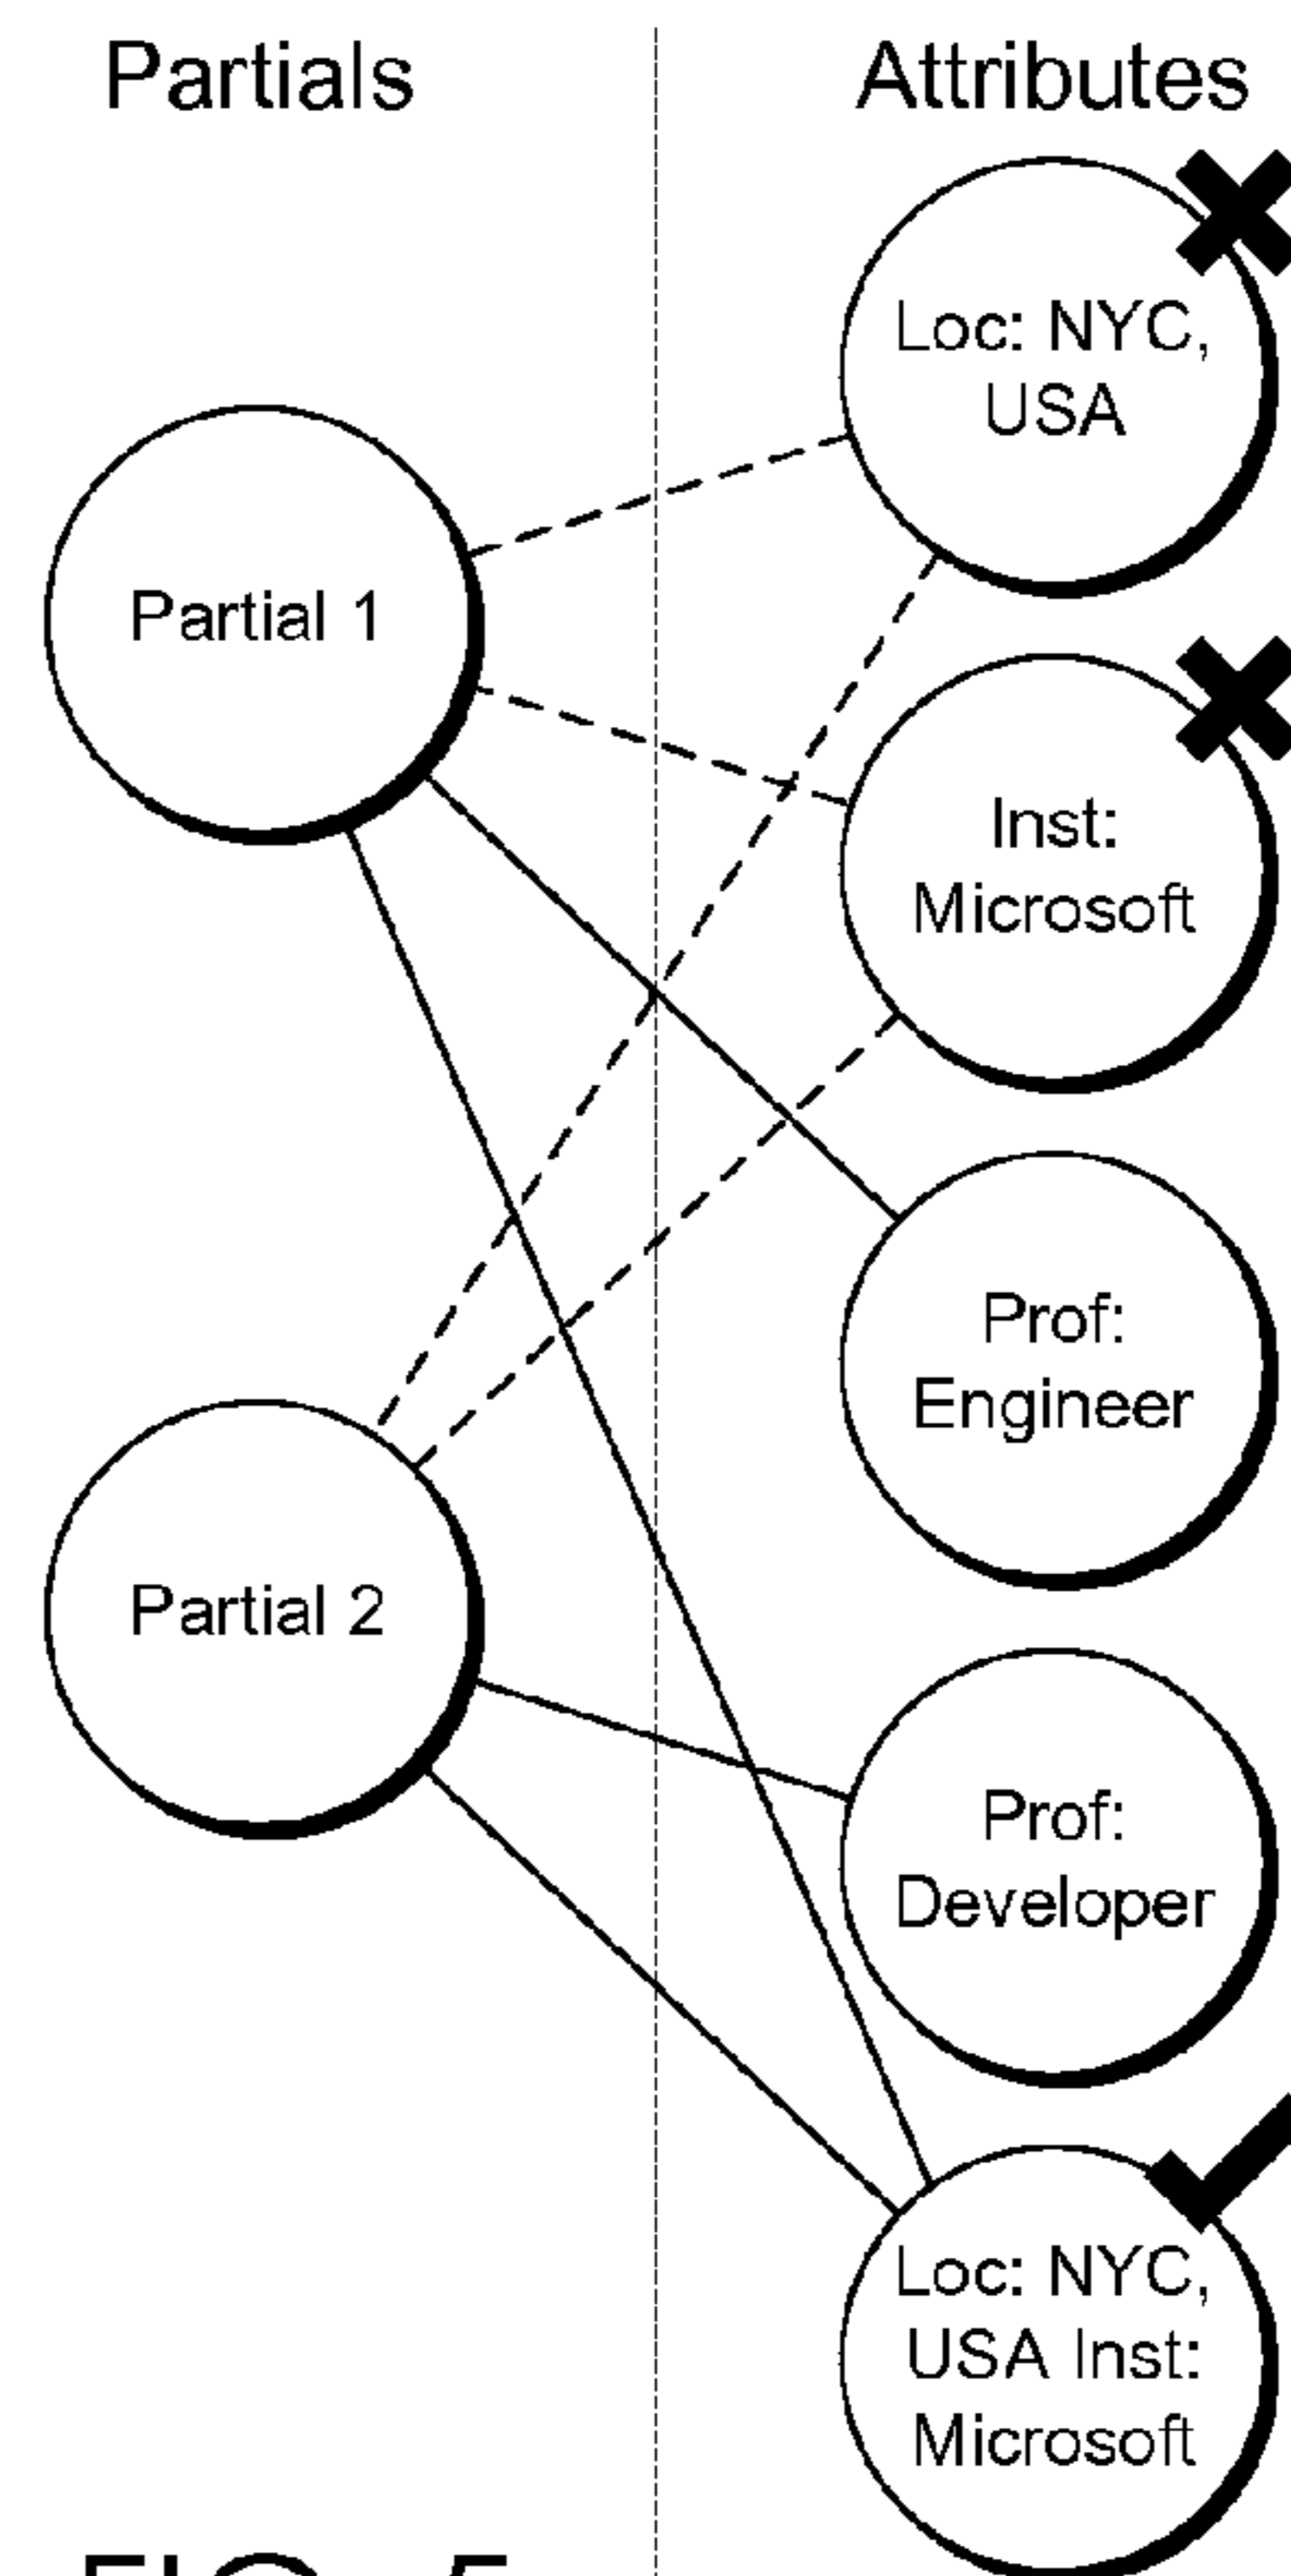 Partials
Attributes
Loc: NYC,
USA
Partial 1
Inst:
Microsoft
Prof:
Engineer
Partial 2
Prof:
Developer
Loc: NYC,
USA Inst:
Microsoft